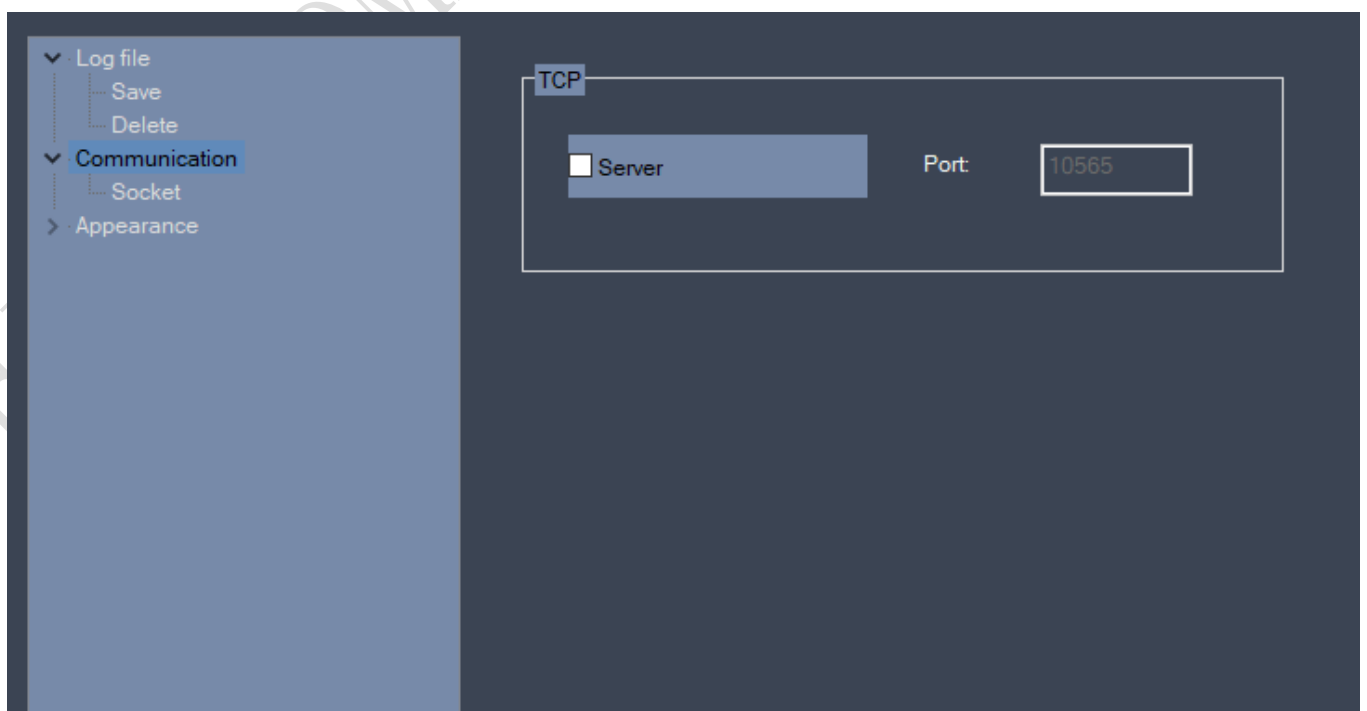 Log file
Save
Delete
Communication
Socket
Appearance
TCP
Server
Port:
10565